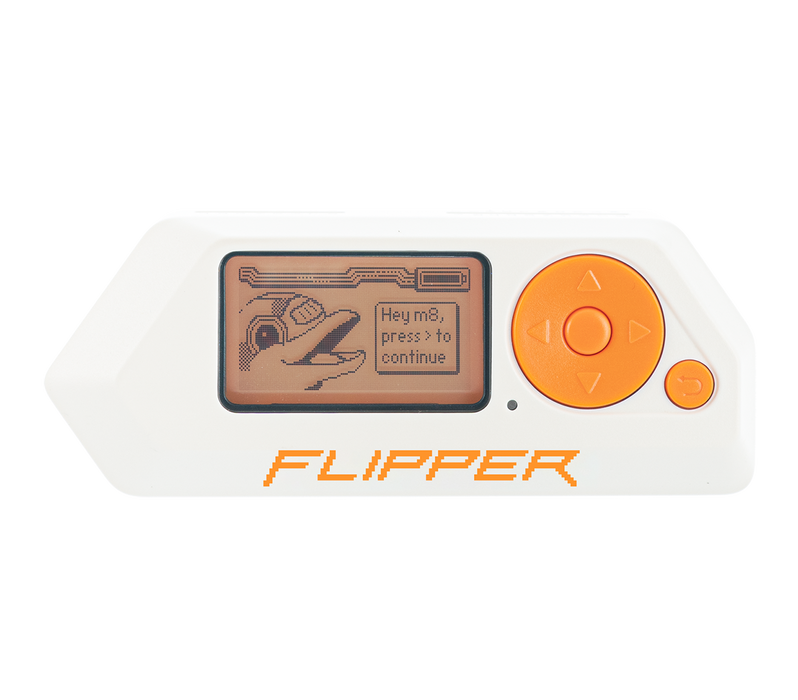 Hey m8,
press > to
continue
FLIPPER